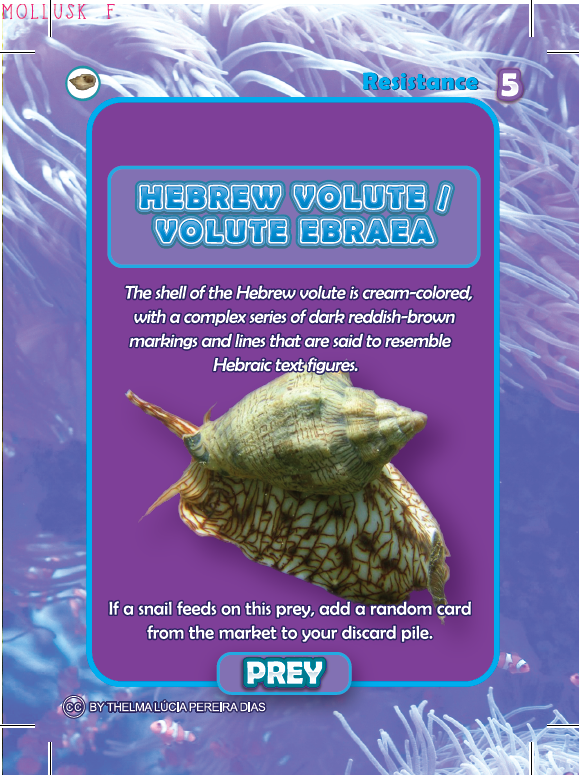 MOLLUSK F
Resistance 5
HEBREW VOLUTE /
VOLUTE EBRAEA
The shell of the Hebrew volute is cream-colored,
with a complex series of dark reddish-brown
markings and lines that are said to resemble
Hebraic text figures.
If a snail feeds on this prey, add a random card
from the market to your discard pile.
PREY
CC BY THELMA LÚCIA PEREIRA DIAS